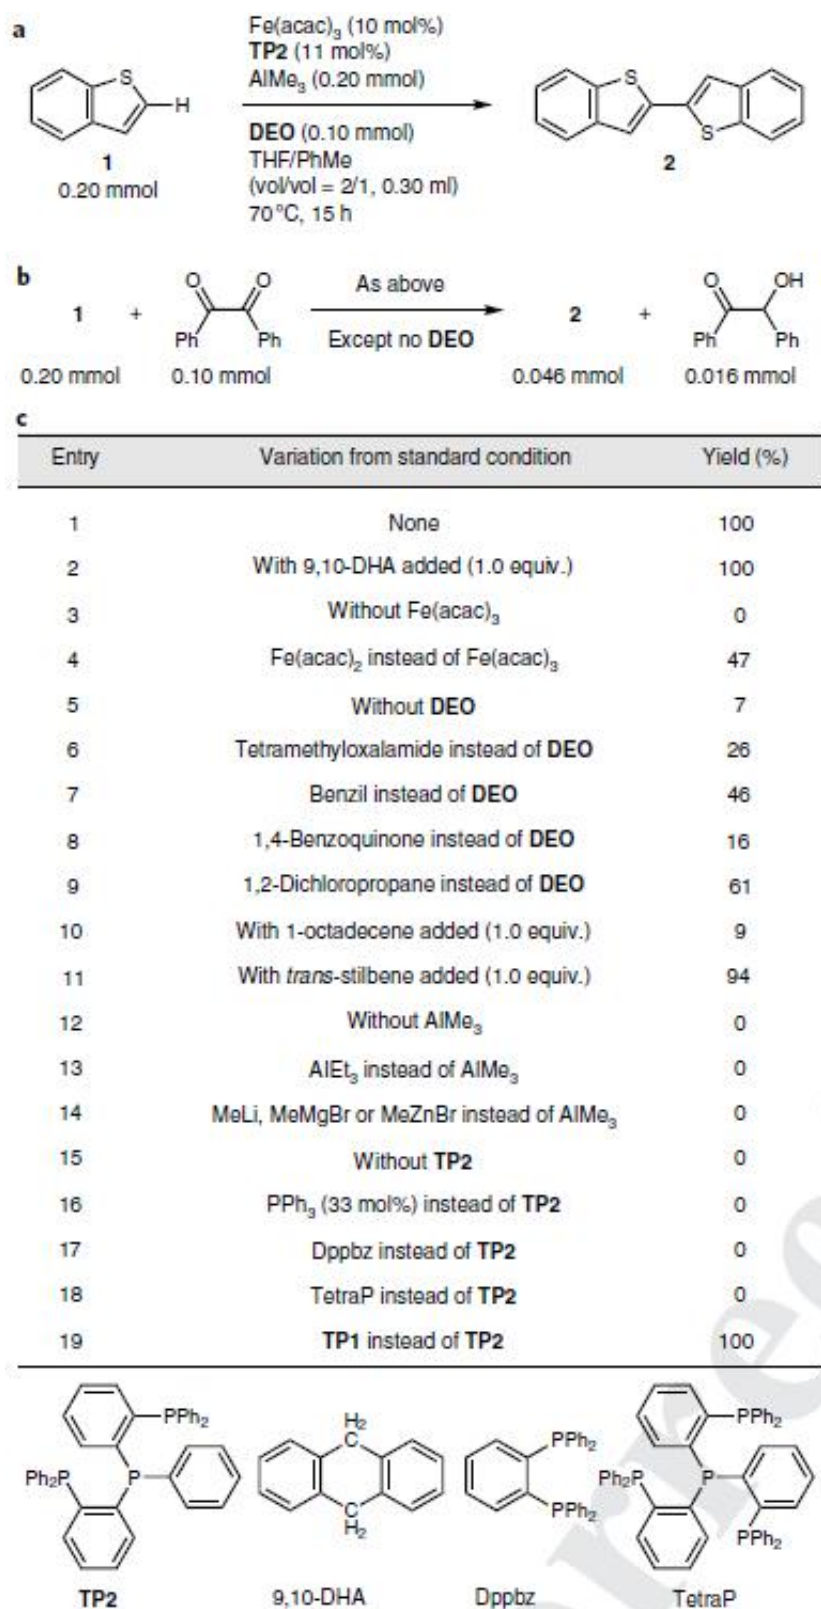 a
Fe(acac)₃ (10 mol%)
TP2 (11 mol%)
AlMe₃ (0.20 mmol)
S
H
S
S
1
0.20 mmol
DEO (0.10 mmol)
THF/PhMe
(vol/vol = 2/1, 0.30 ml)
70 °C, 15 h
2
b
1 + O O Ph Ph As above 2 + O OH Ph Ph
Except no DEO
0.20 mmol 0.10 mmol 0.046 mmol 0.016 mmol
c
Entry Variation from standard condition Yield (%)
1 None 100
2 With 9,10-DHA added (1.0 equiv.) 100
3 Without Fe(acac)₃ 0
4 Fe(acac)₂ instead of Fe(acac)₃ 47
5 Without DEO 7
6 Tetramethyloxalamide instead of DEO 26
7 Benzil instead of DEO 46
8 1,4-Benzoquinone instead of DEO 16
9 1,2-Dichloropropane instead of DEO 61
10 With 1-octadecene added (1.0 equiv.) 9
11 With trans-stilbene added (1.0 equiv.) 94
12 Without AlMe₃ 0
13 AlEt₃ instead of AlMe₃ 0
14 MeLi, MeMgBr or MeZnBr instead of AlMe₃ 0
15 Without TP2 0
16 PPh₃ (33 mol%) instead of TP2 0
17 Dppbz instead of TP2 0
18 TetraP instead of TP2 0
19 TP1 instead of TP2 100
PPh₂ H₂ C PPh₂ PPh₂
Ph₂P P Ph₂P P
C H₂ PPh₂ PPh₂
TP2 9,10-DHA Dppbz TetraP